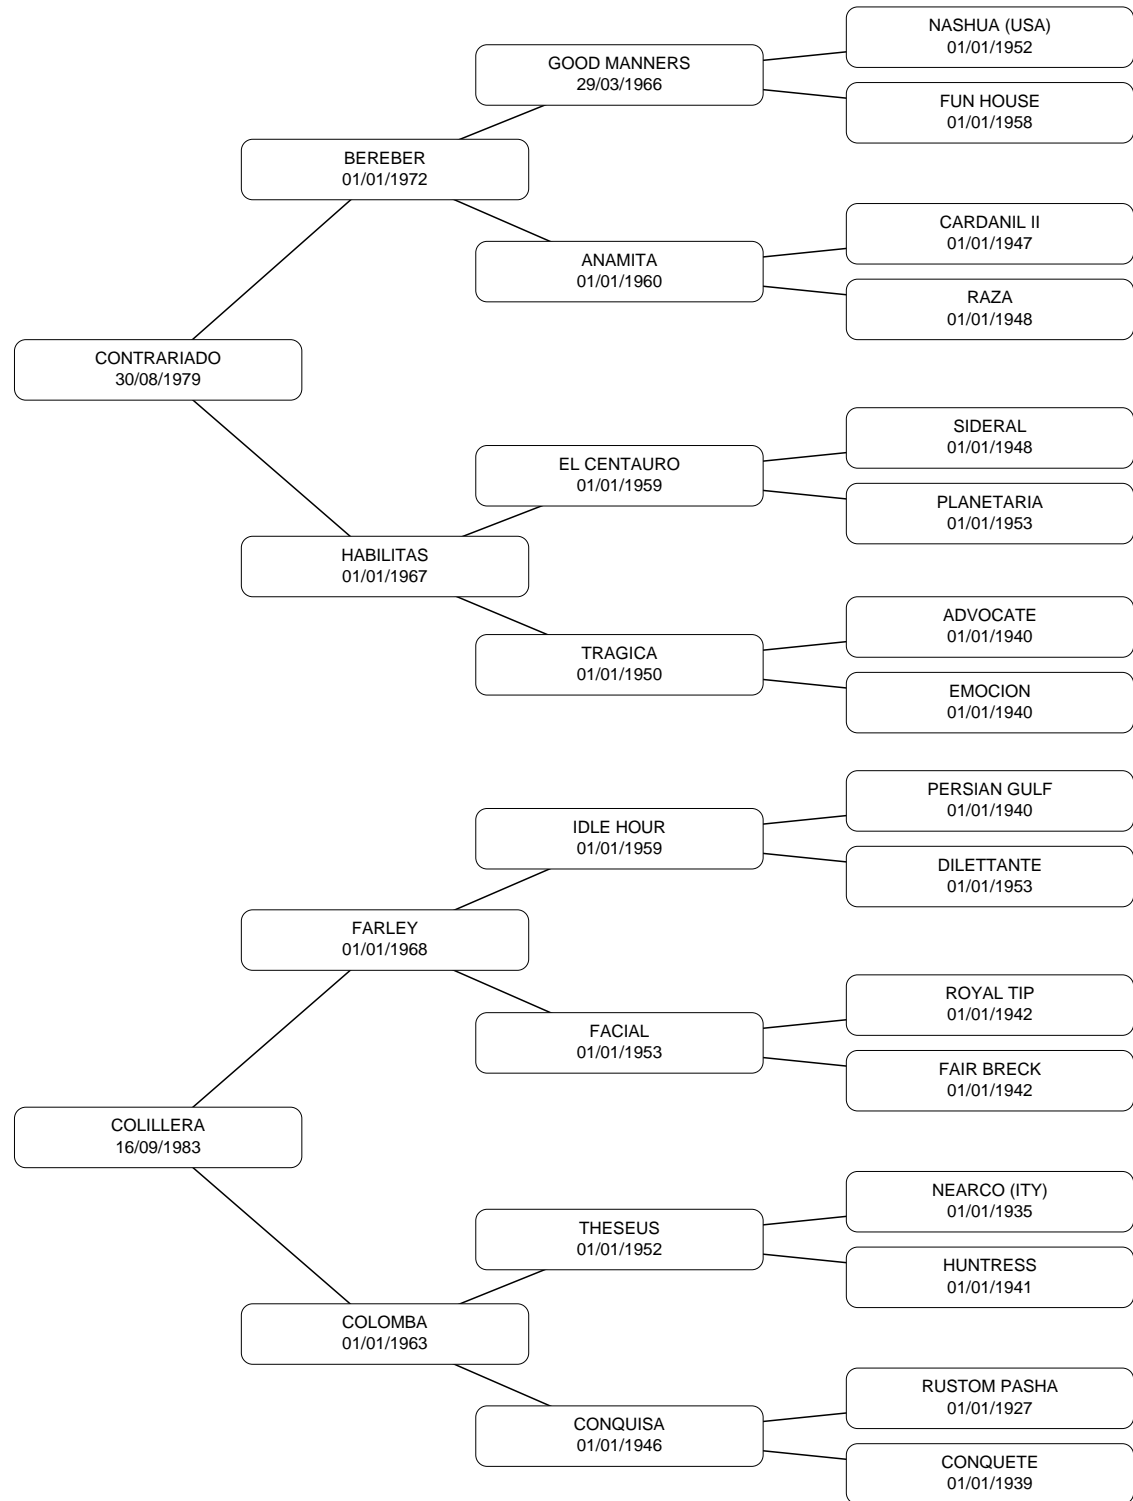 NASHUA (USA)
01/01/1952
GOOD MANNERS
29/03/1966
FUN HOUSE
01/01/1958
BEREBER
01/01/1972
CARDANIL II
01/01/1947
ANAMITA
01/01/1960
RAZA
01/01/1948
CONTRARIADO
30/08/1979
SIDERAL
01/01/1948
EL CENTAURO
01/01/1959
PLANETARIA
01/01/1953
HABILITAS
01/01/1967
ADVOCATE
01/01/1940
TRAGICA
01/01/1950
EMOCION
01/01/1940
PERSIAN GULF
01/01/1940
IDLE HOUR
01/01/1959
DILETTANTE
01/01/1953
FARLEY
01/01/1968
ROYAL TIP
01/01/1942
FACIAL
01/01/1953
FAIR BRECK
01/01/1942
COLILLERA
16/09/1983
NEARCO (ITY)
01/01/1935
THESEUS
01/01/1952
HUNTRESS
01/01/1941
COLOMBA
01/01/1963
RUSTOM PASHA
01/01/1927
CONQUISA
01/01/1946
CONQUETE
01/01/1939